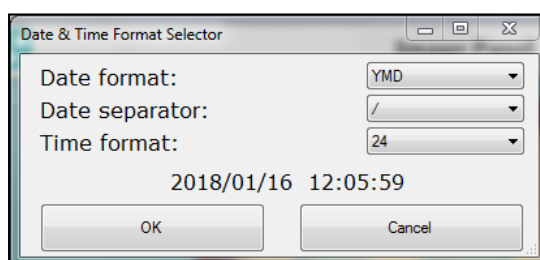 Date & Time Format Selector
Date format: YMD
Date separator: /
Time format: 24
2018/01/16 12:05:59
OK Cancel